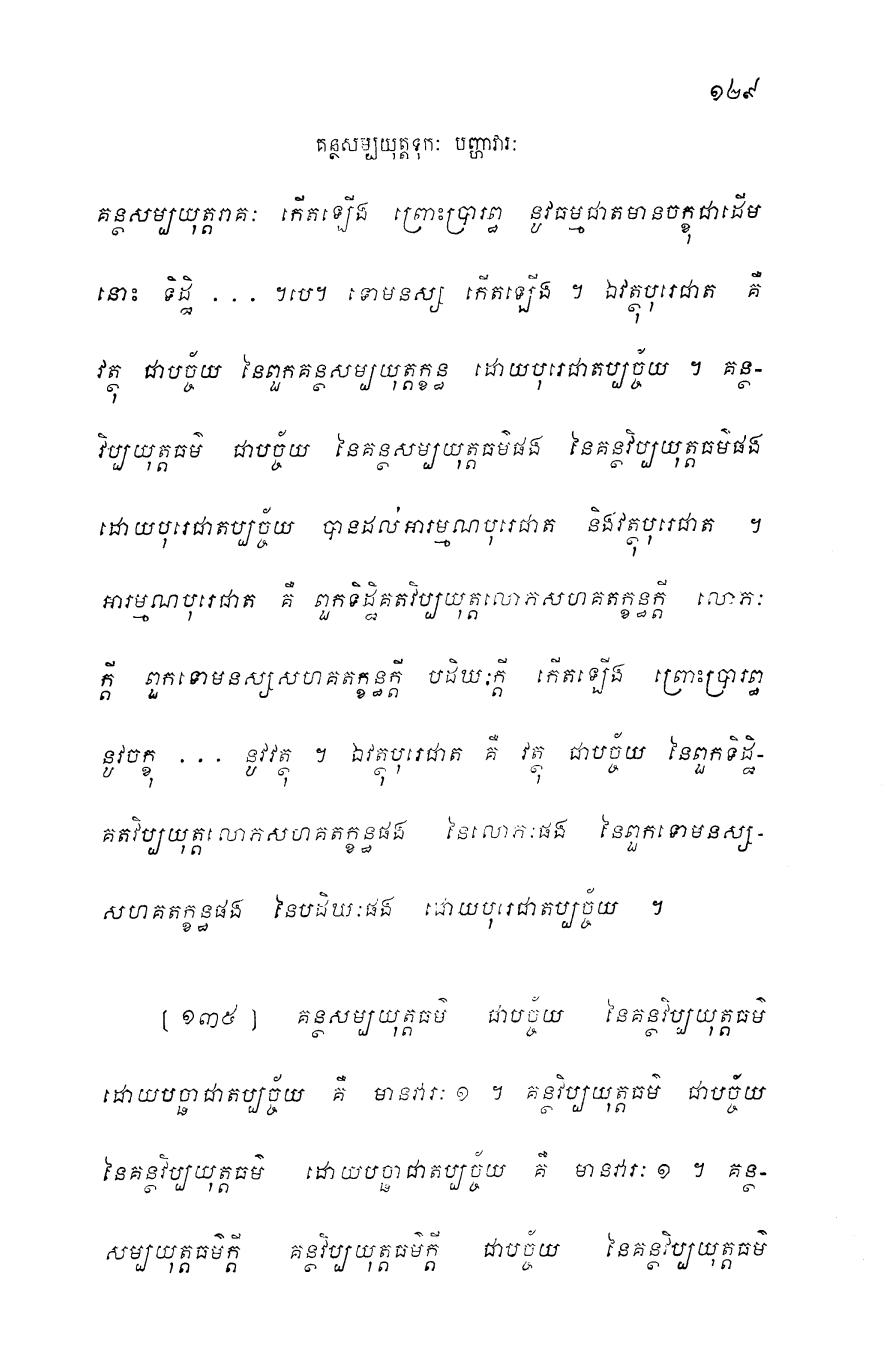 ១២៩
គន្ថសម្បយុត្តទុកៈ បញ្ហាវារៈ
គន្ថសម្បយុត្តរាគៈ កើតឡើង ព្រោះប្រារព្ធ នូវធម្មជាតមានចក្ខុជាដើម
នោះ ទិដ្ឋិ ... ។បេ។ ទោមនស្ស កើតឡើង ។ ឯវត្ថុបុរេជាត គឺ
វត្ថុ ជាបច្ច័យ នៃពួកគន្ថសម្បយុត្តក្ខន្ធ ដោយបុរេជាតប្បច្ច័យ ។ គន្ថ-
វិប្បយុត្តធម៌ ជាបច្ច័យ នៃគន្ថសម្បយុត្តធម៌ផង នៃគន្ថវិប្បយុត្តធម៌ផង
ដោយបុរេជាតប្បច្ច័យ បានដល់អារម្មណបុរេជាត និងវត្ថុបុរេជាត ។
អារម្មណបុរេជាត គឺ ពួកទិដ្ឋិគតវិប្បយុត្តលោភសហគតក្ខន្ធក្តី លោភៈ
ក្តី ពួកទោមនស្សសហគតក្ខន្ធក្តី បដិឃៈក្តី កើតឡើង ព្រោះប្រារព្ធ
នូវចក្ខុ ... នូវវត្ថុ ។ ឯវត្ថុបុរេជាត គឺ វត្ថុ ជាបច្ច័យ នៃពួកទិដ្ឋិ-
គតវិប្បយុត្តលោភសហគតក្ខន្ធផង នៃលោភៈផង នៃពួកទោមនស្ស-
សហគតក្ខន្ធផង នៃបដិឃៈផង ដោយបុរេជាតប្បច្ច័យ ។
[ ១៣៥ ] គន្ថសម្បយុត្តធម៌ ជាបច្ច័យ នៃគន្ថវិប្បយុត្តធម៌
ដោយបច្ឆាជាតប្បច្ច័យ គឺ មានវារៈ ១ ។ គន្ថវិប្បយុត្តធម៌ ជាបច្ច័យ
នៃគន្ថវិប្បយុត្តធម៌ ដោយបច្ឆាជាតប្បច្ច័យ គឺ មានវារៈ ១ ។ គន្ថ-
សម្បយុត្តធម៌ក្តី គន្ថវិប្បយុត្តធម៌ក្តី ជាបច្ច័យ នៃគន្ថវិប្បយុត្តធម៌